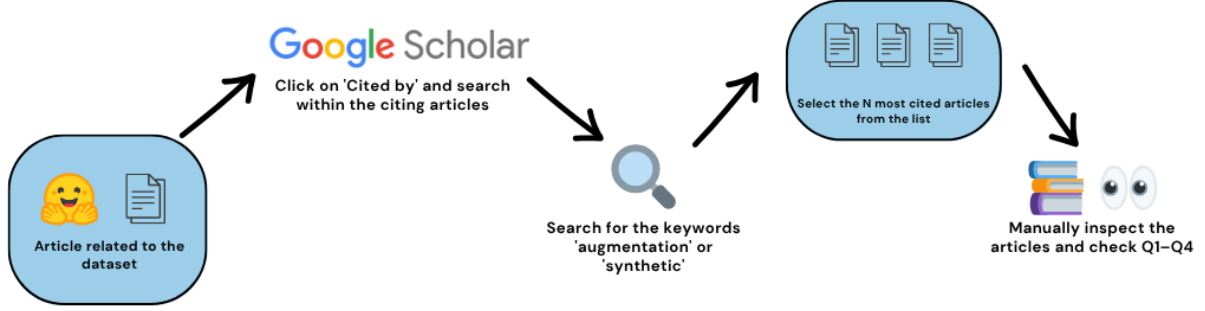 Google Scholar
Click on 'Cited by' and search
within the citing articles
Select the N most cited articles
from the list
Article related to the
dataset
Search for the keywords
'augmentation' or
'synthetic'
Manually inspect the
articles and check Q1–Q4